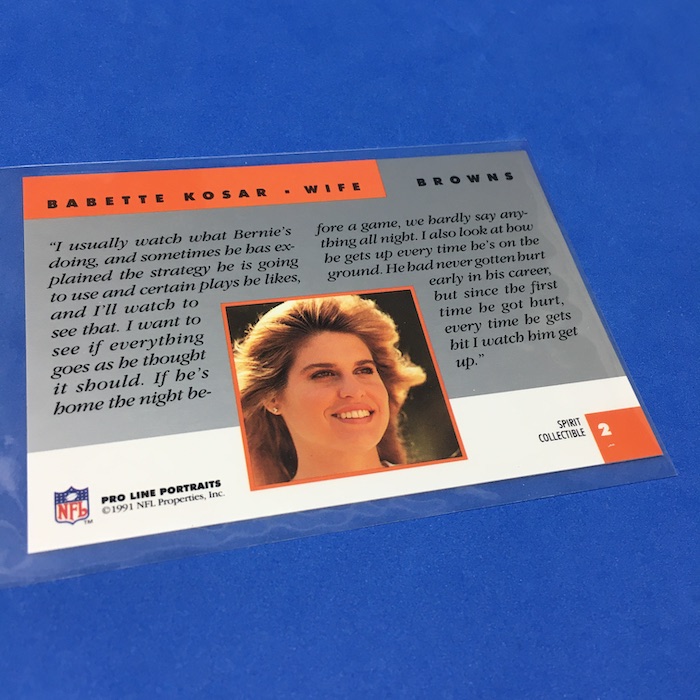 BABETTE KOSAR • WIFE
BROWNS
"I usually watch what Bernie's
doing, and sometimes he has ex-
plained the strategy he is going
to use and certain plays he likes,
and I'll watch to
see that. I want to
see if everything
goes as he thought
it should. If he's
home the night be-
fore a game, we hardly say any-
thing all night. I also look at how
he gets up every time he's on the
ground. He had never gotten hurt
early in his career,
but since the first
time he got hurt,
every time he gets
hit I watch him get
up."
SPIRIT
COLLECTIBLE
2
NFL
TM
PRO LINE PORTRAITS
©1991 NFL Properties, Inc.